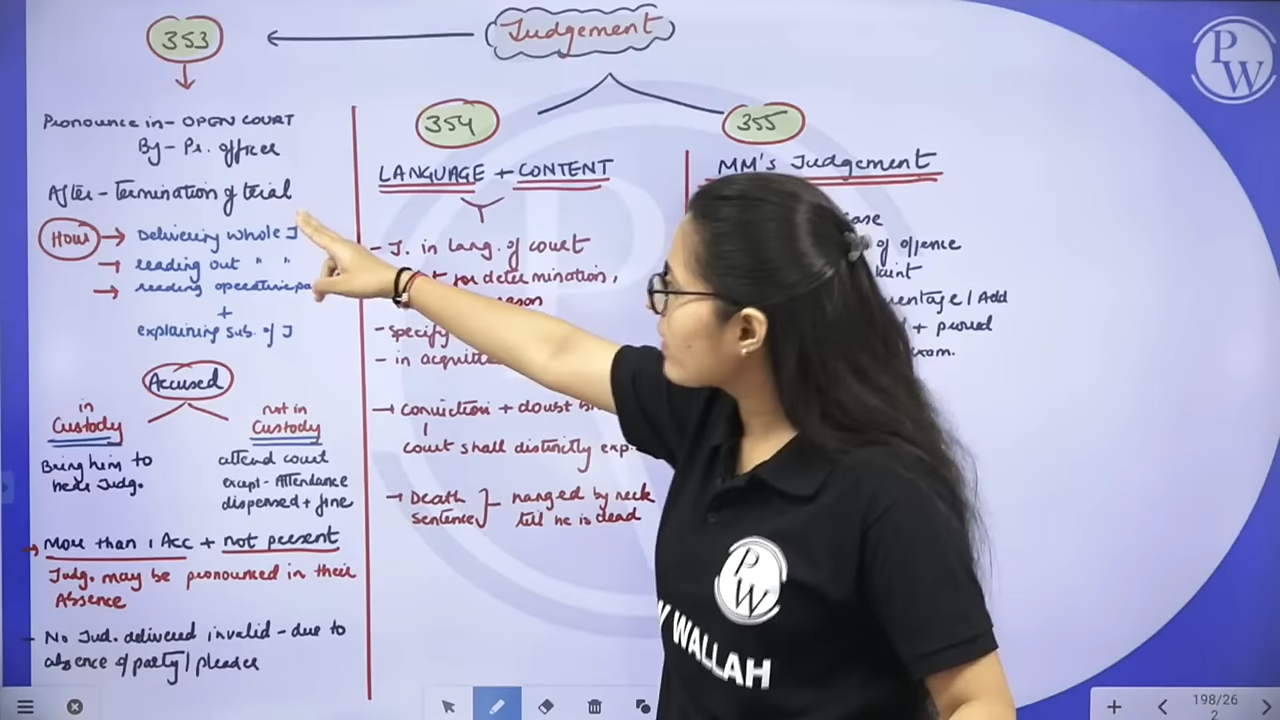 Judgement
353
Pronounce in - OPEN COURT
By - Pr. officer
After - Termination of trial
How → Delivering whole J
→ reading out " "
→ reading operative pa
+
explaining sub. of J
Accused
in Custody
Bring him to
hear Judg.
not in Custody
attend court
except - Attendance
dispensed + fine
→ More than 1 Acc + not present
Judg. may be pronounced in their
Absence
- No Jud. delivered invalid - due to
absence of party / pleader
354
LANGUAGE + CONTENT
- J. in Lang. of court
for determination,
- specify
- in acquitt
→ Conviction + doubt
court shall distinctly exp.
→ Death sentence } hanged by neck
till he is dead
355
MM's Judgement
of offence
/ Add
+
PW
PW
WALLAH
198/26
2